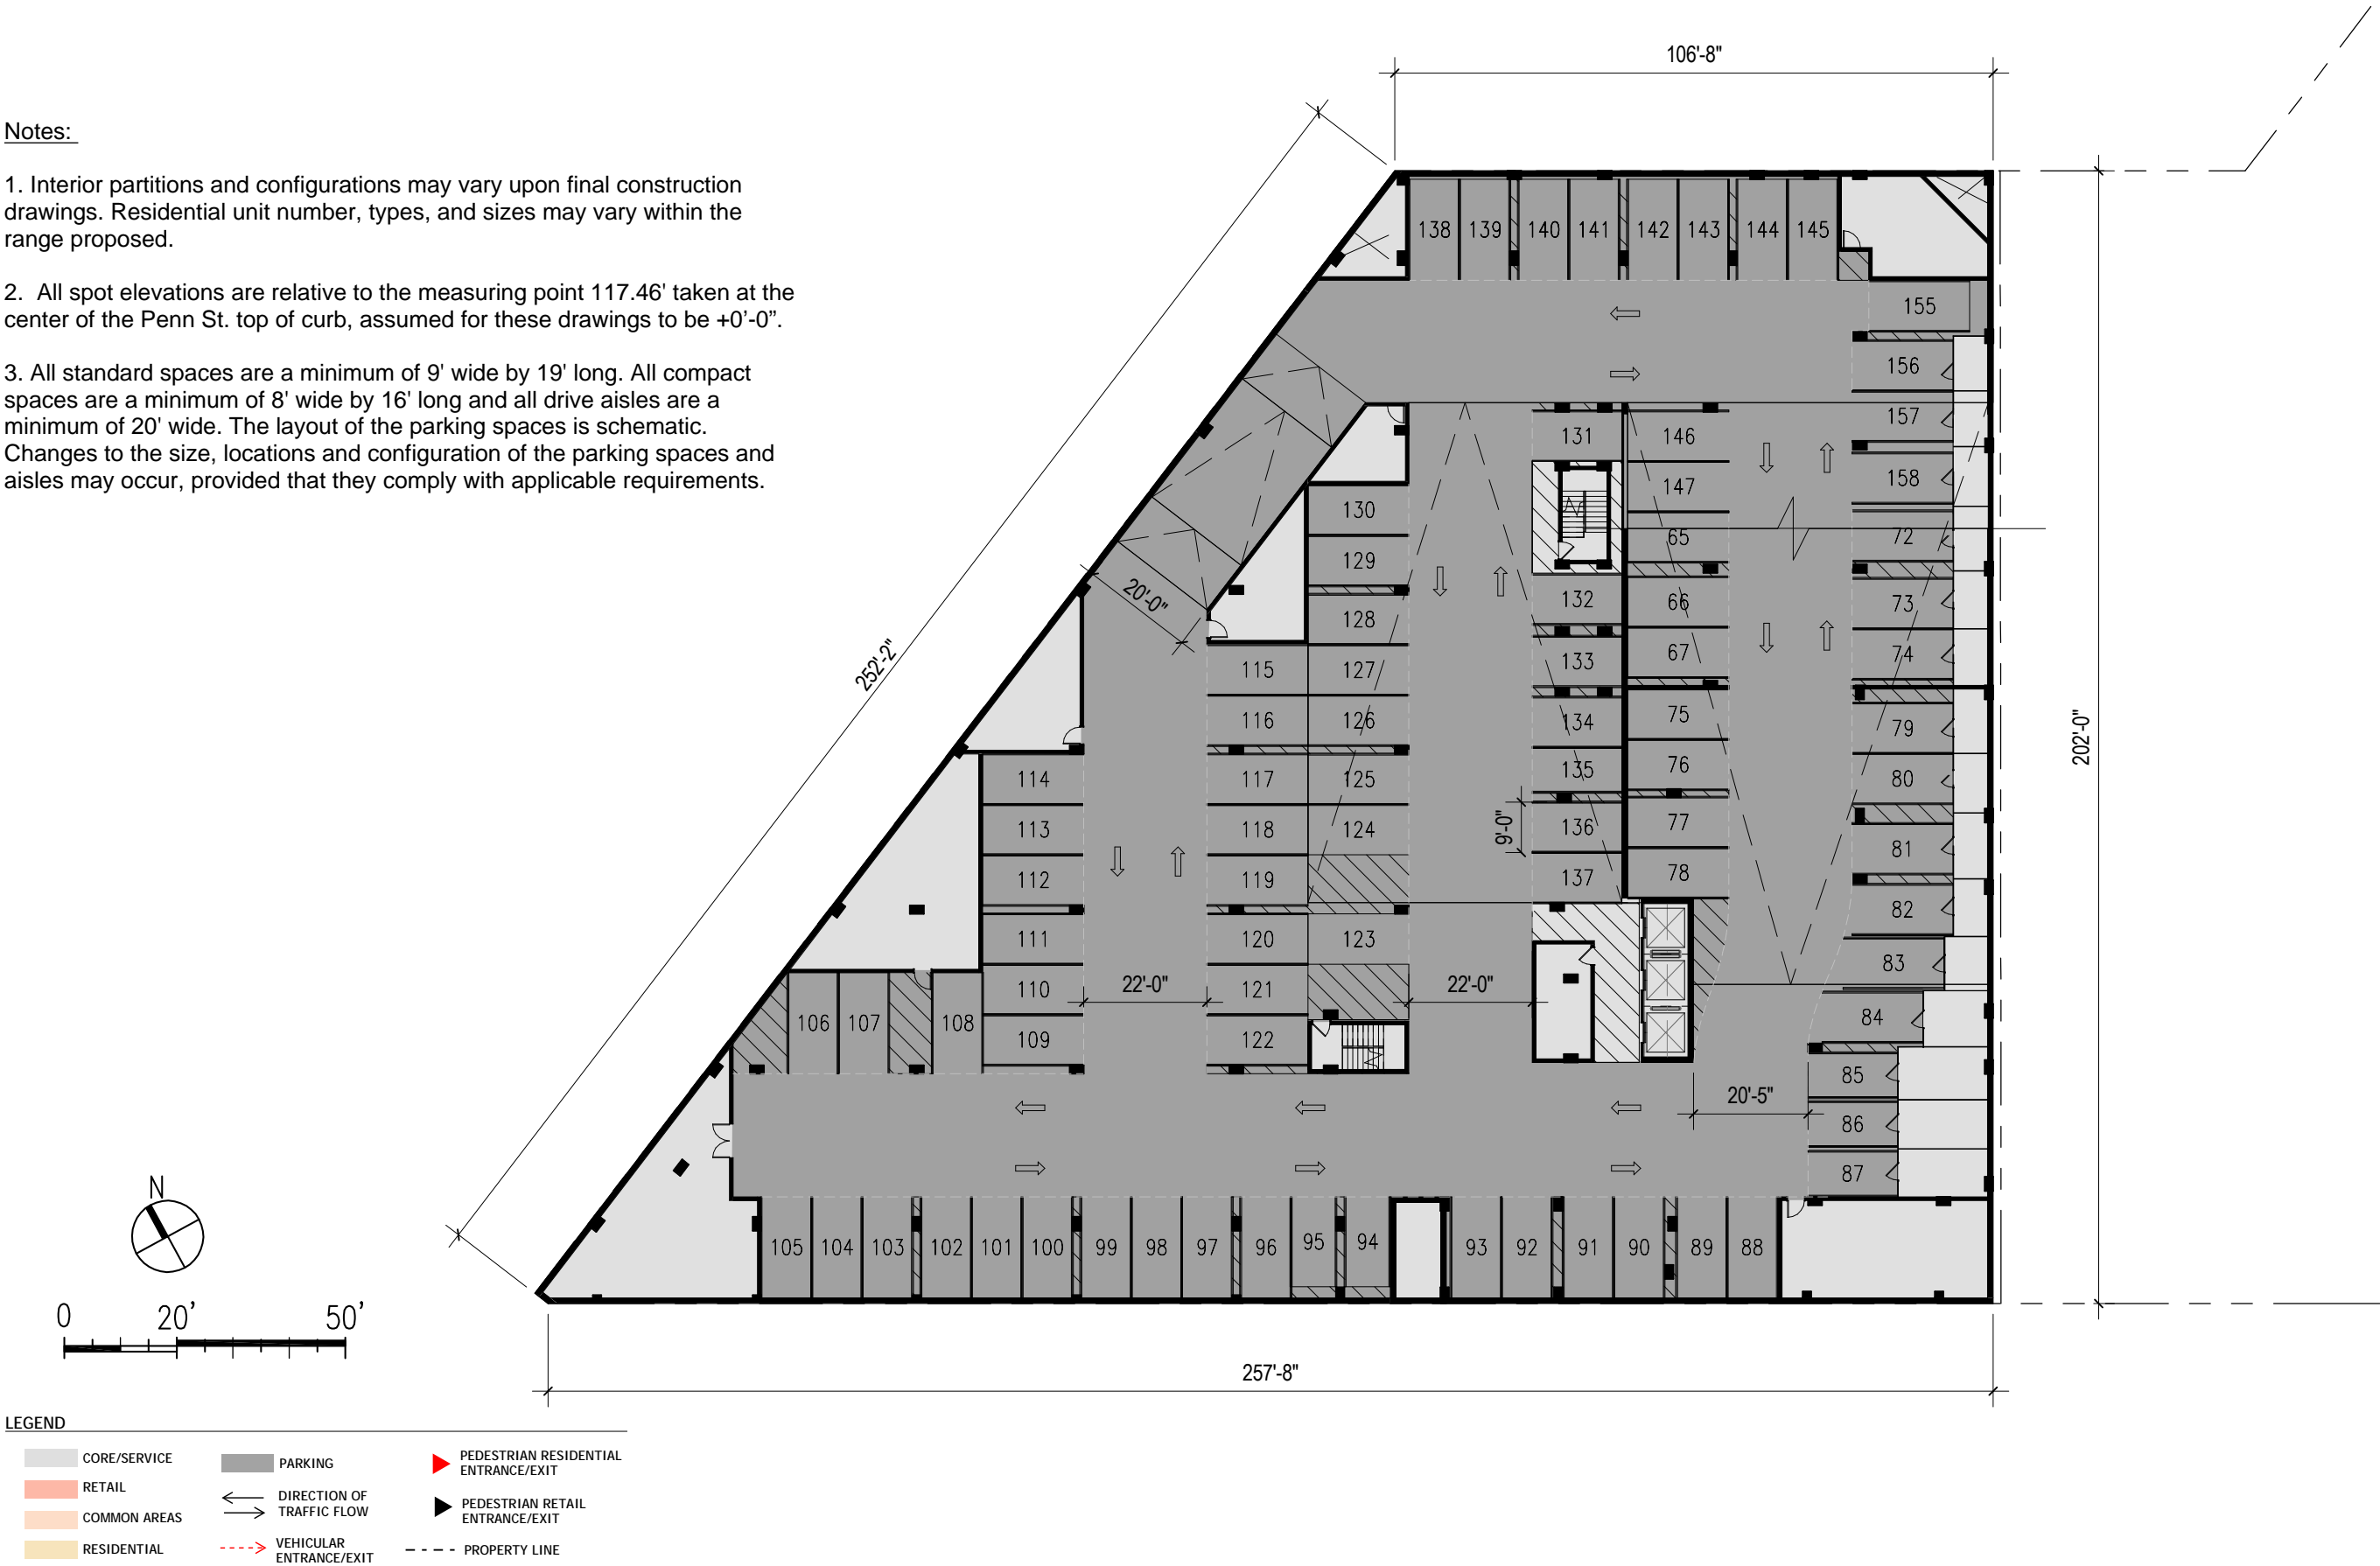 106'-8"
Notes:
1. Interior partitions and configurations may vary upon final construction
drawings. Residential unit number, types, and sizes may vary within the
range proposed.
2.  All spot elevations are relative to the measuring point 117.46' taken at the
center of the Penn St. top of curb, assumed for these drawings to be +0'-0”.
3. All standard spaces are a minimum of 9' wide by 19' long. All compact
spaces are a minimum of 8' wide by 16' long and all drive aisles are a
minimum of 20' wide. The layout of the parking spaces is schematic.
Changes to the size, locations and configuration of the parking spaces and
aisles may occur, provided that they comply with applicable requirements.
138 139 140 141 142 143 144 145
155
156
157
131 146
158
147
130
65 72
129
132 66 73
128
20'-0"
133 67 74
115 127
252'-2"
116 126 134 75 79
202'-0"
114 117 125 135 76 80
113 118 124 9'-0" 136 77 81
112 119 137 78 82
111 120 123
83
110 22'-0" 121 22'-0"
106 107 108 84
109 122
85
20'-5"
86
87
N
105 104 103 102 101 100 99 98 97 96 95 94 93 92 91 90 89 88
0 20' 50'
257'-8"
LEGEND
CORE/SERVICE
RETAIL
COMMON AREAS
RESIDENTIAL
PARKING
DIRECTION OF
TRAFFIC FLOW
VEHICULAR
ENTRANCE/EXIT
PEDESTRIAN RESIDENTIAL
ENTRANCE/EXIT
PEDESTRIAN RETAIL
ENTRANCE/EXIT
PROPERTY LINE